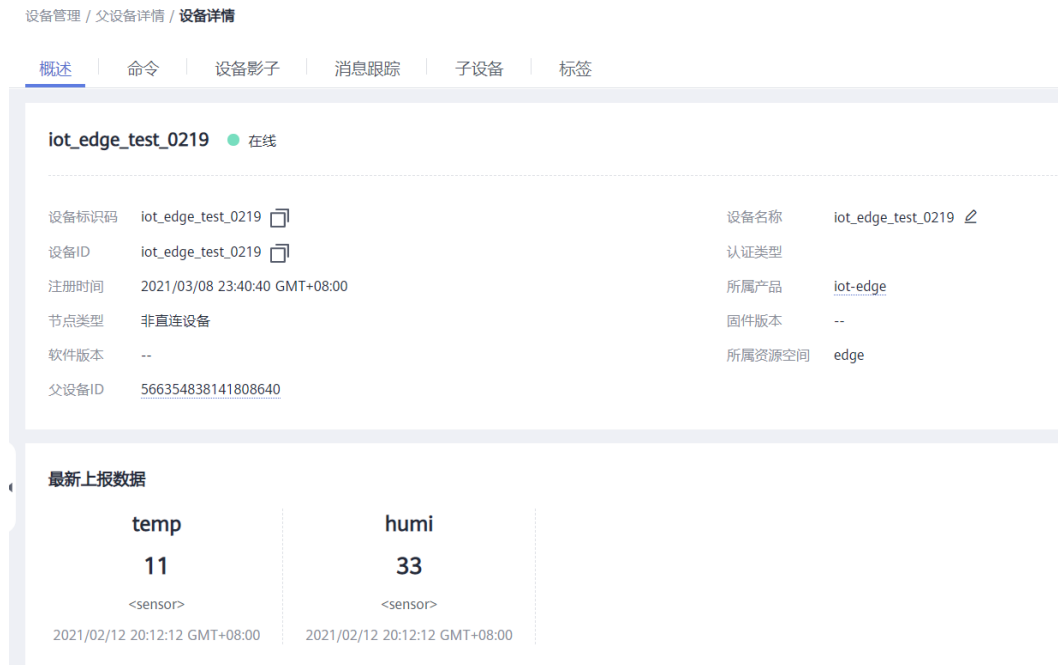 设备管理 / 父设备详情 / 设备详情
概述 命令 设备影子 消息跟踪 子设备 标签
iot_edge_test_0219 在线
设备标识码 iot_edge_test_0219 设备名称 iot_edge_test_0219
设备ID iot_edge_test_0219 认证类型
注册时间 2021/03/08 23:40:40 GMT+08:00 所属产品 iot-edge
节点类型 非直连设备 固件版本 --
软件版本 -- 所属资源空间 edge
父设备ID 566354838141808640
最新上报数据
temp humi
11 33
<sensor> <sensor>
2021/02/12 20:12:12 GMT+08:00 2021/02/12 20:12:12 GMT+08:00